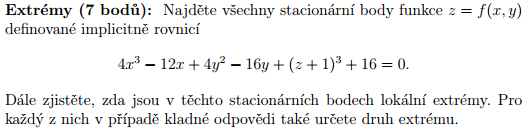 Extrémy (7 bodů): Najděte všechny stacionární body funkce z = f(x, y)
definované implicitně rovnicí
4x³ − 12x + 4y² − 16y + (z + 1)³ + 16 = 0.
Dále zjistěte, zda jsou v těchto stacionárních bodech lokální extrémy. Pro
každý z nich v případě kladné odpovědi také určete druh extrému.